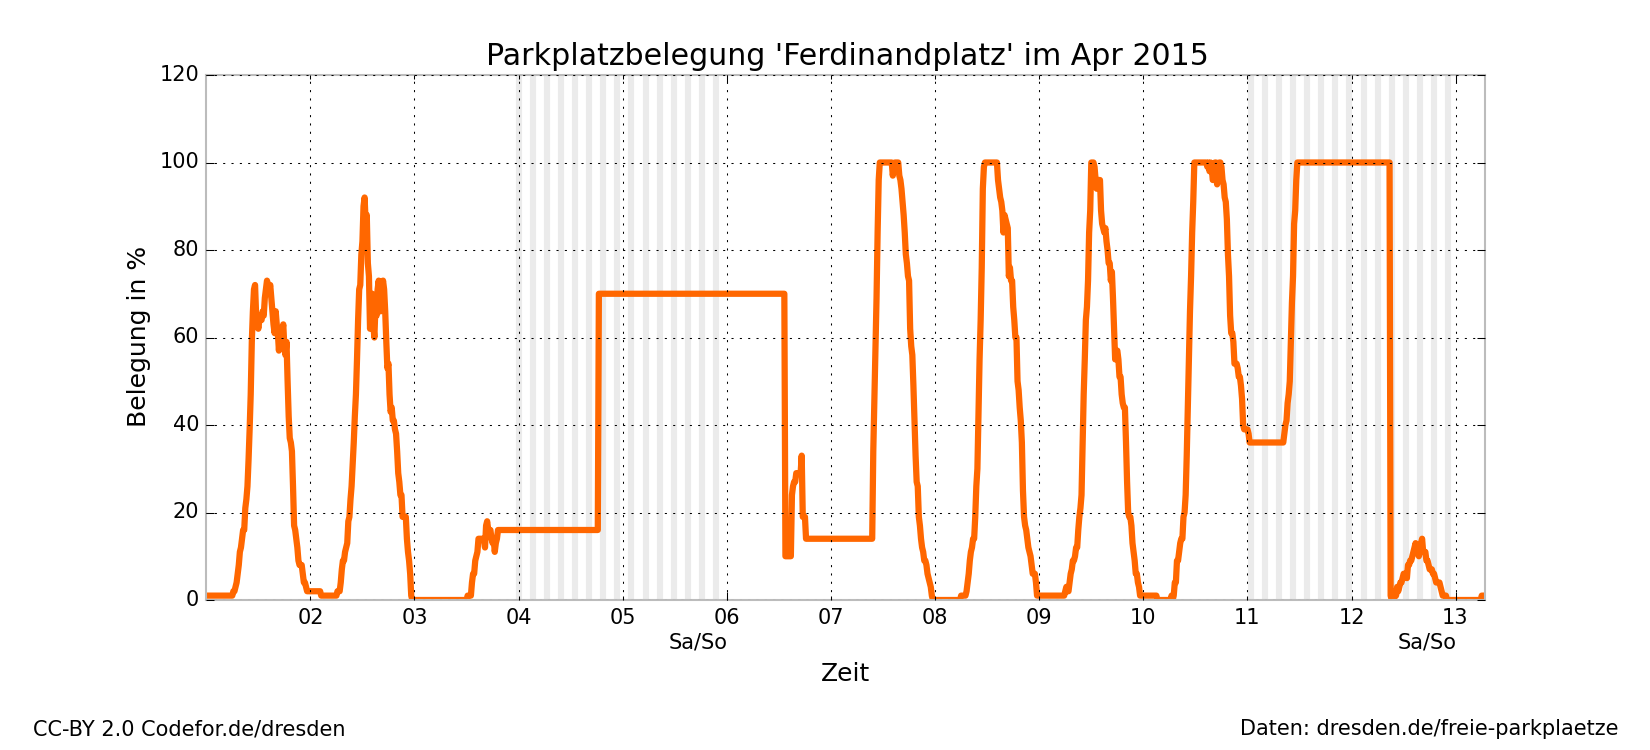 Parkplatzbelegung 'Ferdinandplatz' im Apr 2015
120
100
80
60
40
20
0
Belegung in %
02 03 04 05 06 07 08 09 10 11 12 13
Sa/So Sa/So
Zeit
CC-BY 2.0 Codefor.de/dresden
Daten: dresden.de/freie-parkplaetze